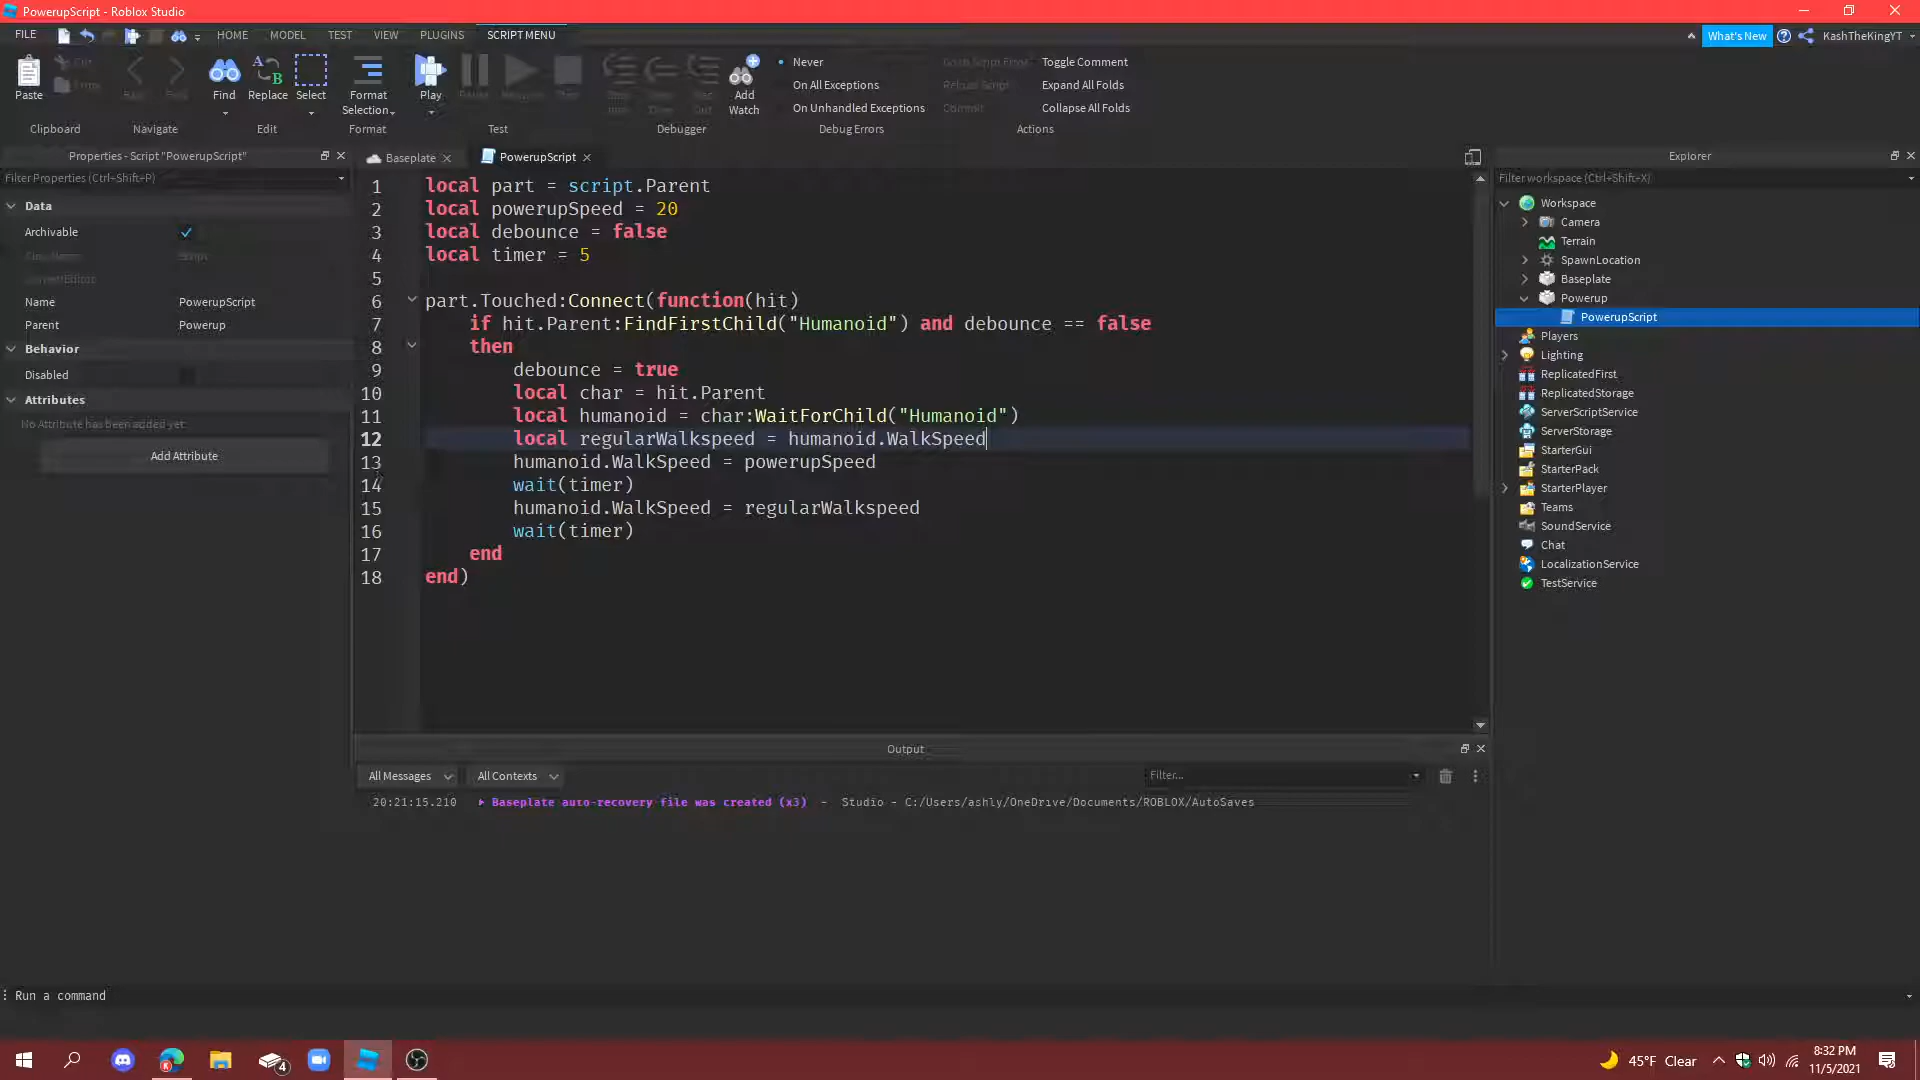 PowerupScript - Roblox Studio
FILE HOME MODEL TEST VIEW PLUGINS SCRIPT MENU What's New KashTheKingYT
Paste Find Replace Select Format Selection Play Add Watch
Never
On All Exceptions
On Unhandled Exceptions
Toggle Comment
Expand All Folds
Collapse All Folds
Clipboard Navigate Edit Format Test Debugger Debug Errors Actions
Properties - Script "PowerupScript"
Filter Properties (Ctrl+Shift+P)
Data
Archivable
Name PowerupScript
Parent Powerup
Behavior
Disabled
Attributes
No Attribute has been added yet
Add Attribute
Baseplate PowerupScript
1 local part = script.Parent
2 local powerupSpeed = 20
3 local debounce = false
4 local timer = 5
5
6 part.Touched:Connect(function(hit)
7 if hit.Parent:FindFirstChild("Humanoid") and debounce == false
8 then
9 debounce = true
10 local char = hit.Parent
11 local humanoid = char:WaitForChild("Humanoid")
12 local regularWalkspeed = humanoid.WalkSpeed
13 humanoid.WalkSpeed = powerupSpeed
14 wait(timer)
15 humanoid.WalkSpeed = regularWalkspeed
16 wait(timer)
17 end
18 end)
Output
All Messages All Contexts Filter...
20:21:15.210 Baseplate auto-recovery file was created (x3) - Studio - C:/Users/ashly/OneDrive/Documents/ROBLOX/AutoSaves
Explorer
Filter workspace (Ctrl+Shift+X)
Workspace
Camera
Terrain
SpawnLocation
Baseplate
Powerup
PowerupScript
Players
Lighting
ReplicatedFirst
ReplicatedStorage
ServerScriptService
ServerStorage
StarterGui
StarterPack
StarterPlayer
Teams
SoundService
Chat
LocalizationService
TestService
Run a command
4
45°F Clear
8:32 PM
11/5/2021